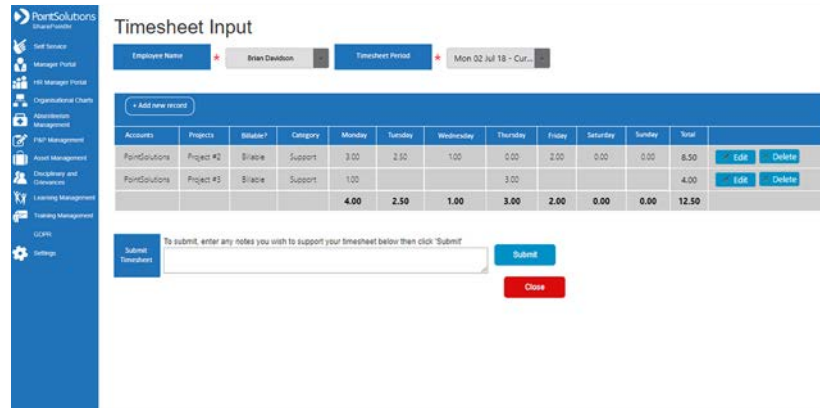 PointSolutions
SharePointle
Self Service
Manager Portal
HR Manager Portal
Organisational Charts
Absenteeism
Management
P&P Management
Asset Management
Disciplinary and
Grievances
Learning Management
Training Management
GDPR
Settings
Timesheet Input
Employee Name * Brian Davidson Timesheet Period * Mon 02 Jul 18 - Cur...
+ Add new record
Accounts Projects Billable? Category Monday Tuesday Wednesday Thursday Friday Saturday Sunday Total
PointSolutions Project #2 Billable Support 3.00 2.50 1.00 0.00 2.00 0.00 0.00 8.50 Edit Delete
PointSolutions Project #3 Billable Support 1.00 3.00 4.00 Edit Delete
4.00 2.50 1.00 3.00 2.00 0.00 0.00 12.50
To submit, enter any notes you wish to support your timesheet below then click 'Submit'
Submit
Timesheet
Submit
Close